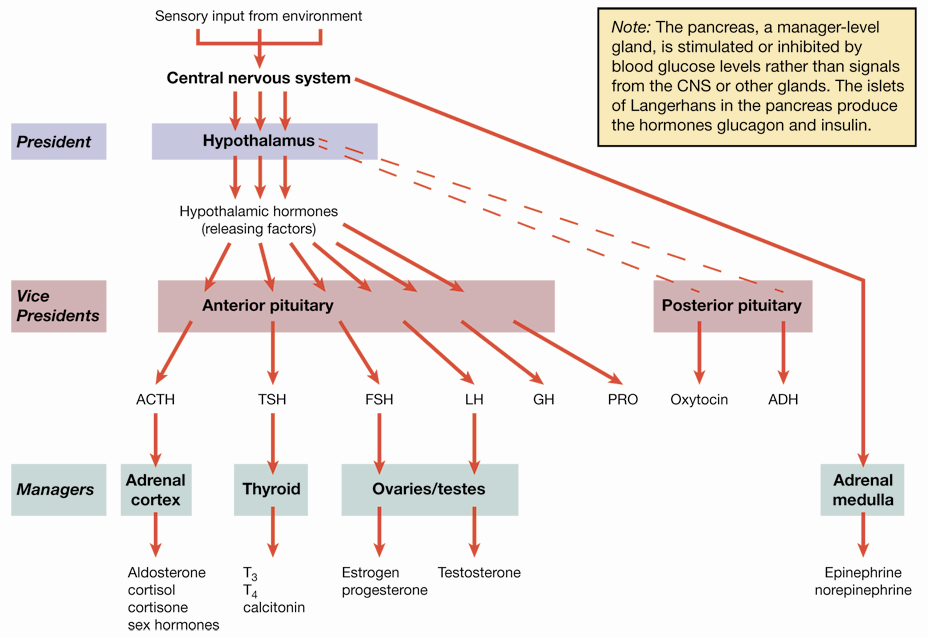 Sensory input from environment
Note: The pancreas, a manager-level
gland, is stimulated or inhibited by
blood glucose levels rather than signals
from the CNS or other glands. The islets
of Langerhans in the pancreas produce
the hormones glucagon and insulin.
Central nervous system
President
Hypothalamus
Hypothalamic hormones
(releasing factors)
Vice
Presidents
Anterior pituitary
Posterior pituitary
ACTH
TSH
FSH
LH
GH
PRO
Oxytocin
ADH
Managers
Adrenal
cortex
Thyroid
Ovaries/testes
Adrenal
medulla
Aldosterone
cortisol
cortisone
sex hormones
T3
T4
calcitonin
Estrogen
progesterone
Testosterone
Epinephrine
norepinephrine